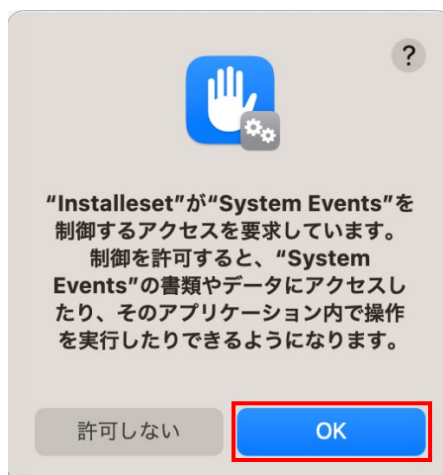 ?
“Installeset”が“System Events”を
制御するアクセスを要求しています。
制御を許可すると、“System
Events”の書類やデータにアクセスし
たり、そのアプリケーション内で操作
を実行したりできるようになります。
許可しない
OK